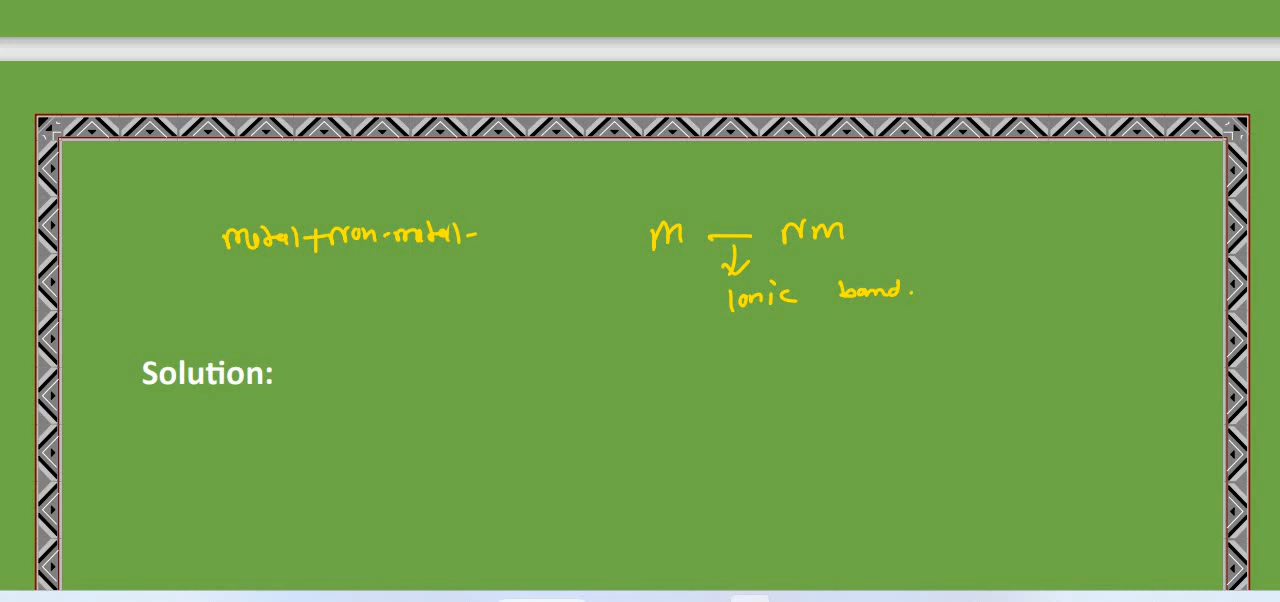 metal+non-metal-
M — NM
↓
Ionic bond.
Solution: